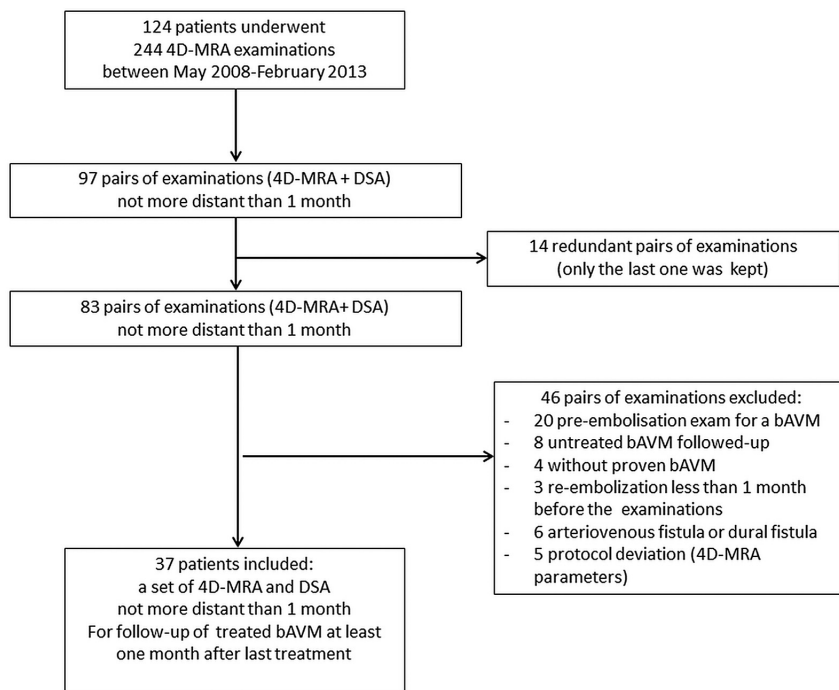 124 patients underwent
244 4D-MRA examinations
between May 2008-February 2013
97 pairs of examinations (4D-MRA + DSA)
not more distant than 1 month
14 redundant pairs of examinations
(only the last one was kept)
83 pairs of examinations (4D-MRA+ DSA)
not more distant than 1 month
46 pairs of examinations excluded:
- 20 pre-embolisation exam for a bAVM
- 8 untreated bAVM followed-up
- 4 without proven bAVM
- 3 re-embolization less than 1 month
before the examinations
- 6 arteriovenous fistula or dural fistula
- 5 protocol deviation (4D-MRA
parameters)
37 patients included:
a set of 4D-MRA and DSA
not more distant than 1 month
For follow-up of treated bAVM at least
one month after last treatment